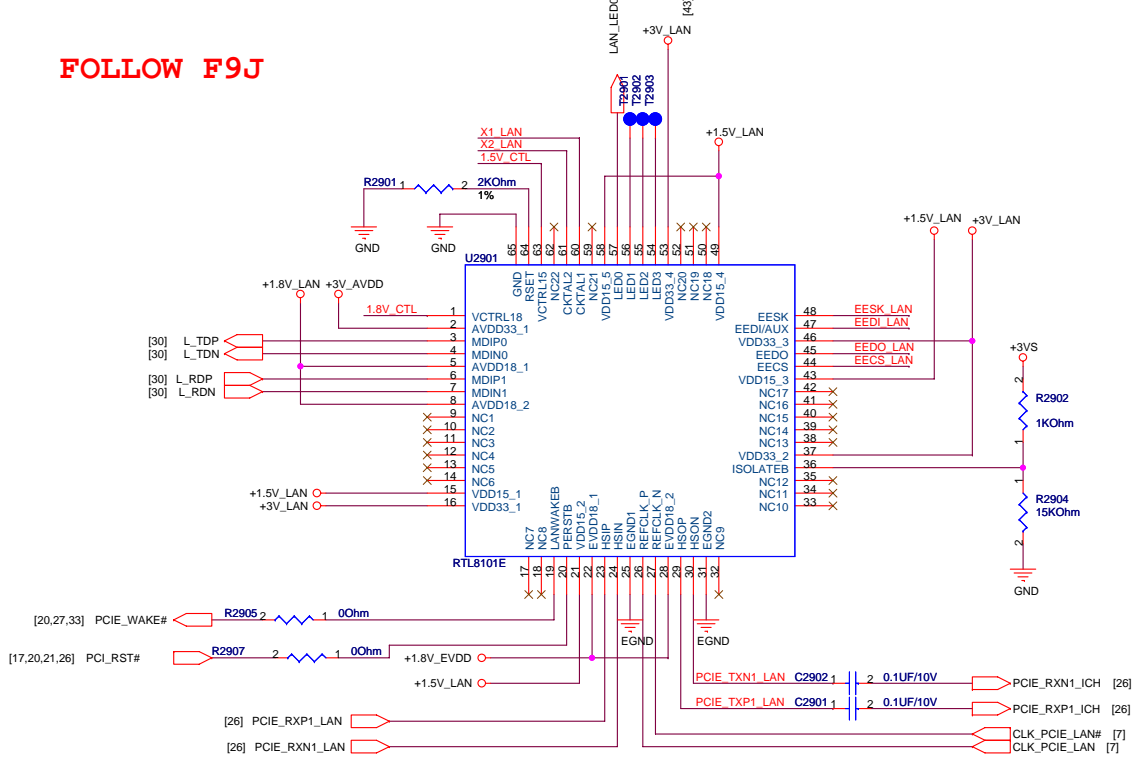 FOLLOW F9J
LAN_LED0
[43]
+3V_LAN
T2901
T2902
T2903
+1.5V_LAN
X1_LAN
X2_LAN
1.5V_CTL
R2901 1 2 2KOhm
1%
GND
GND
+1.5V_LAN
+3V_LAN
U2901
65 64 63 62 61 60 59 58 57 56 55 54 53 52 51 50 49
GND
RSET
VCTRL15
NC22
CKTAL2
CKTAL1
NC21
VDD15_5
LED0
LED1
LED2
LED3
VDD33_4
NC20
NC19
NC18
VDD15_4
+1.8V_LAN
+3V_AVDD
1.8V_CTL
1 VCTRL18
2 AVDD33_1
[30] L_TDP 3 MDIP0
[30] L_TDN 4 MDIN0
5 AVDD18_1
[30] L_RDP 6 MDIP1
[30] L_RDN 7 MDIN1
8 AVDD18_2
9 NC1
10 NC2
11 NC3
12 NC4
13 NC5
14 NC6
+1.5V_LAN 15 VDD15_1
+3V_LAN 16 VDD33_1
EESK 48 EESK_LAN
EEDI/AUX 47 EEDI_LAN
VDD33_3 46
EEDO 45 EEDO_LAN
EECS 44 EECS_LAN
VDD15_3 43
NC17 42
NC16 41
NC15 40
NC14 39
NC13 38
VDD33_2 37
ISOLATEB 36
NC12 35
NC11 34
NC10 33
+3VS
2
R2902
1KOhm
1
1
R2904
15KOhm
2
GND
NC7
NC8
LANWAKEB
PERSTB
VDD15_2
EVDD18_1
HSIP
HSIN
EGND1
REFCLK_P
REFCLK_N
EVDD18_2
HSOP
HSON
EGND2
NC9
RTL8101E
17 18 19 20 21 22 23 24 25 26 27 28 29 30 31 32
[20,27,33] PCIE_WAKE# R2905 2 1 0Ohm
EGND
EGND
[17,20,21,26] PCI_RST# R2907 2 1 0Ohm
+1.8V_EVDD
+1.5V_LAN
PCIE_TXN1_LAN C2902 1 2 0.1UF/10V PCIE_RXN1_ICH [26]
PCIE_TXP1_LAN C2901 1 2 0.1UF/10V PCIE_RXP1_ICH [26]
[26] PCIE_RXP1_LAN
CLK_PCIE_LAN# [7]
[26] PCIE_RXN1_LAN
CLK_PCIE_LAN [7]